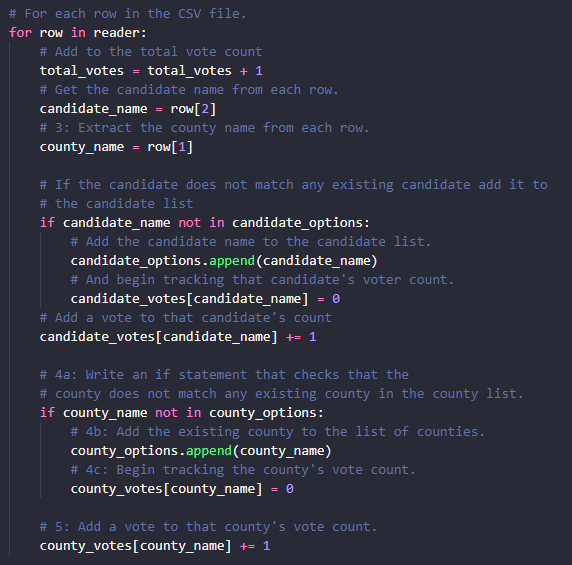 # For each row in the CSV file.
for row in reader:
    # Add to the total vote count
    total_votes = total_votes + 1
    # Get the candidate name from each row.
    candidate_name = row[2]
    # 3: Extract the county name from each row.
    county_name = row[1]

    # If the candidate does not match any existing candidate add it to
    # the candidate list
    if candidate_name not in candidate_options:
        # Add the candidate name to the candidate list.
        candidate_options.append(candidate_name)
        # And begin tracking that candidate's voter count.
        candidate_votes[candidate_name] = 0
    # Add a vote to that candidate's count
    candidate_votes[candidate_name] += 1

    # 4a: Write an if statement that checks that the
    # county does not match any existing county in the county list.
    if county_name not in county_options:
        # 4b: Add the existing county to the list of counties.
        county_options.append(county_name)
        # 4c: Begin tracking the county's vote count.
        county_votes[county_name] = 0

    # 5: Add a vote to that county's vote count.
    county_votes[county_name] += 1